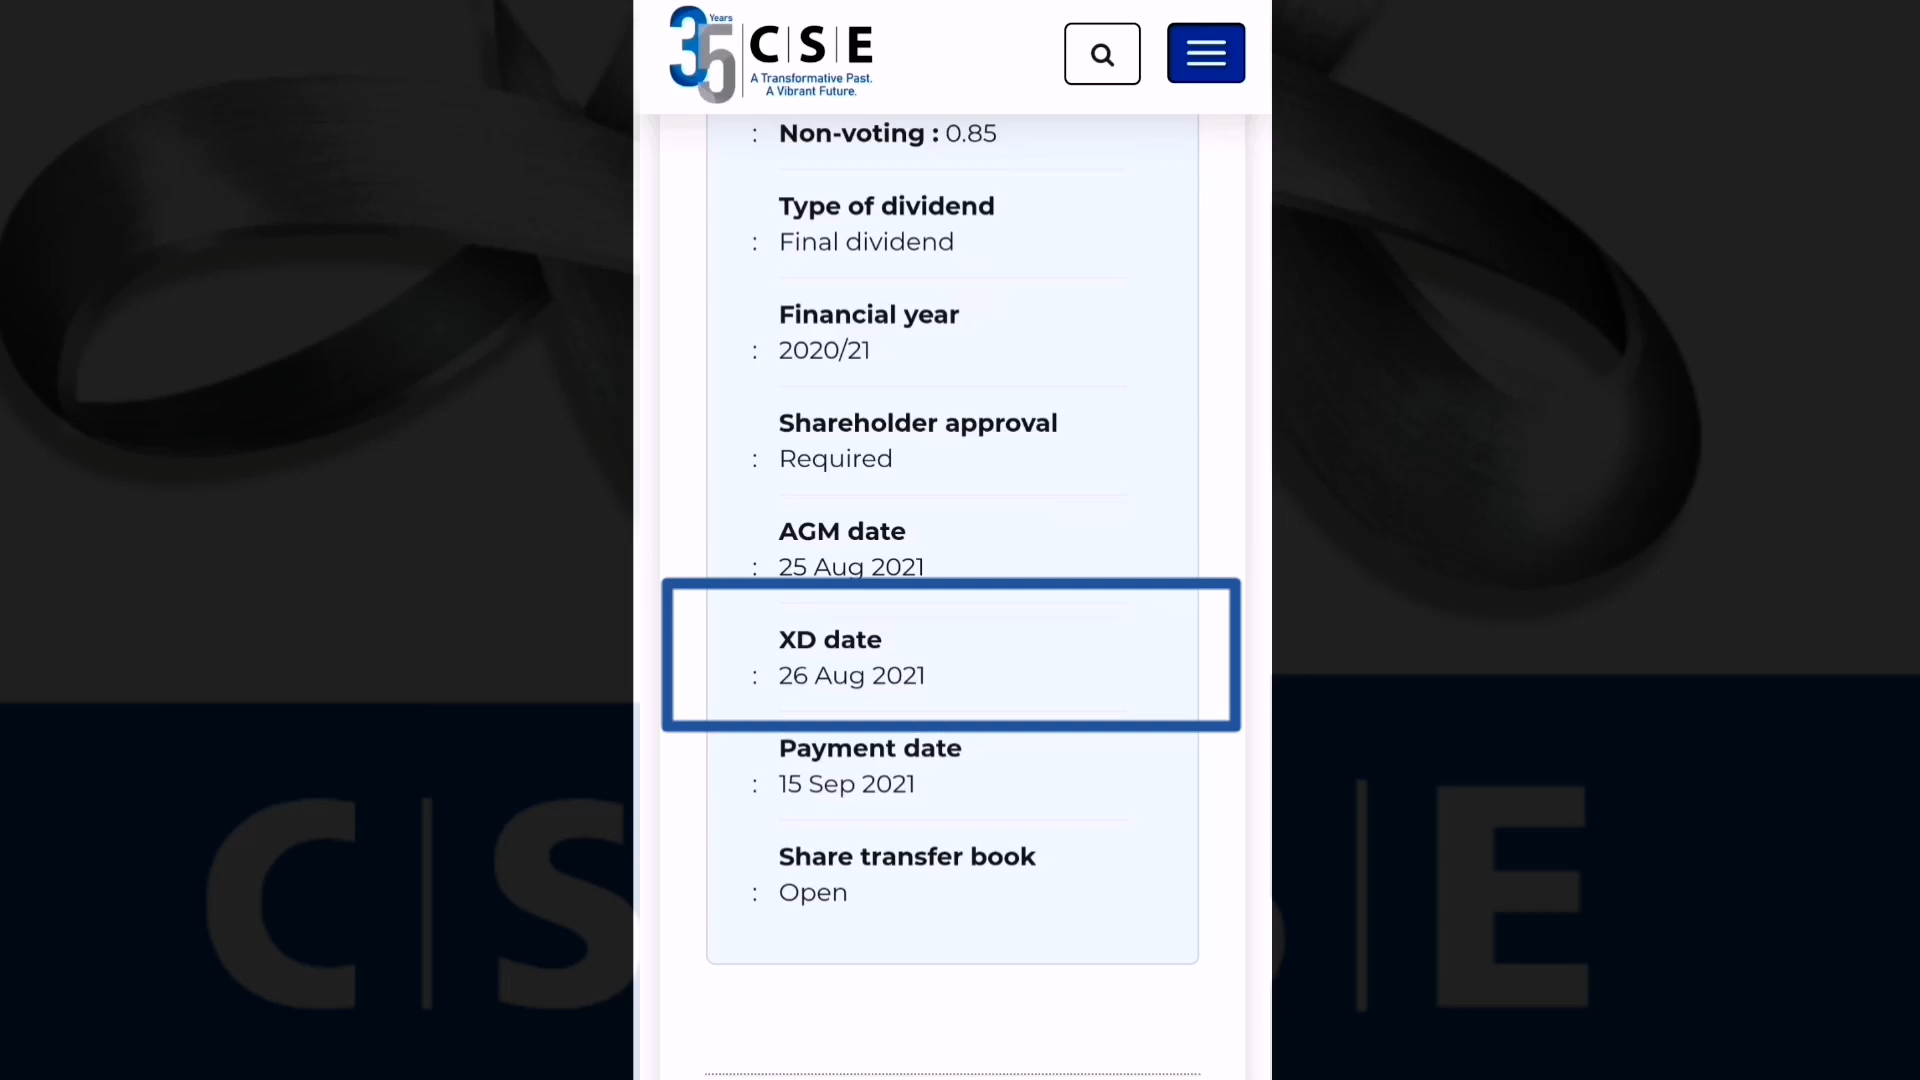 35 Years
C|S|E
A Transformative Past.
A Vibrant Future.
: Non-voting : 0.85
Type of dividend
: Final dividend
Financial year
: 2020/21
Shareholder approval
: Required
AGM date
: 25 Aug 2021
XD date
: 26 Aug 2021
Payment date
: 15 Sep 2021
Share transfer book
: Open
C|S|E